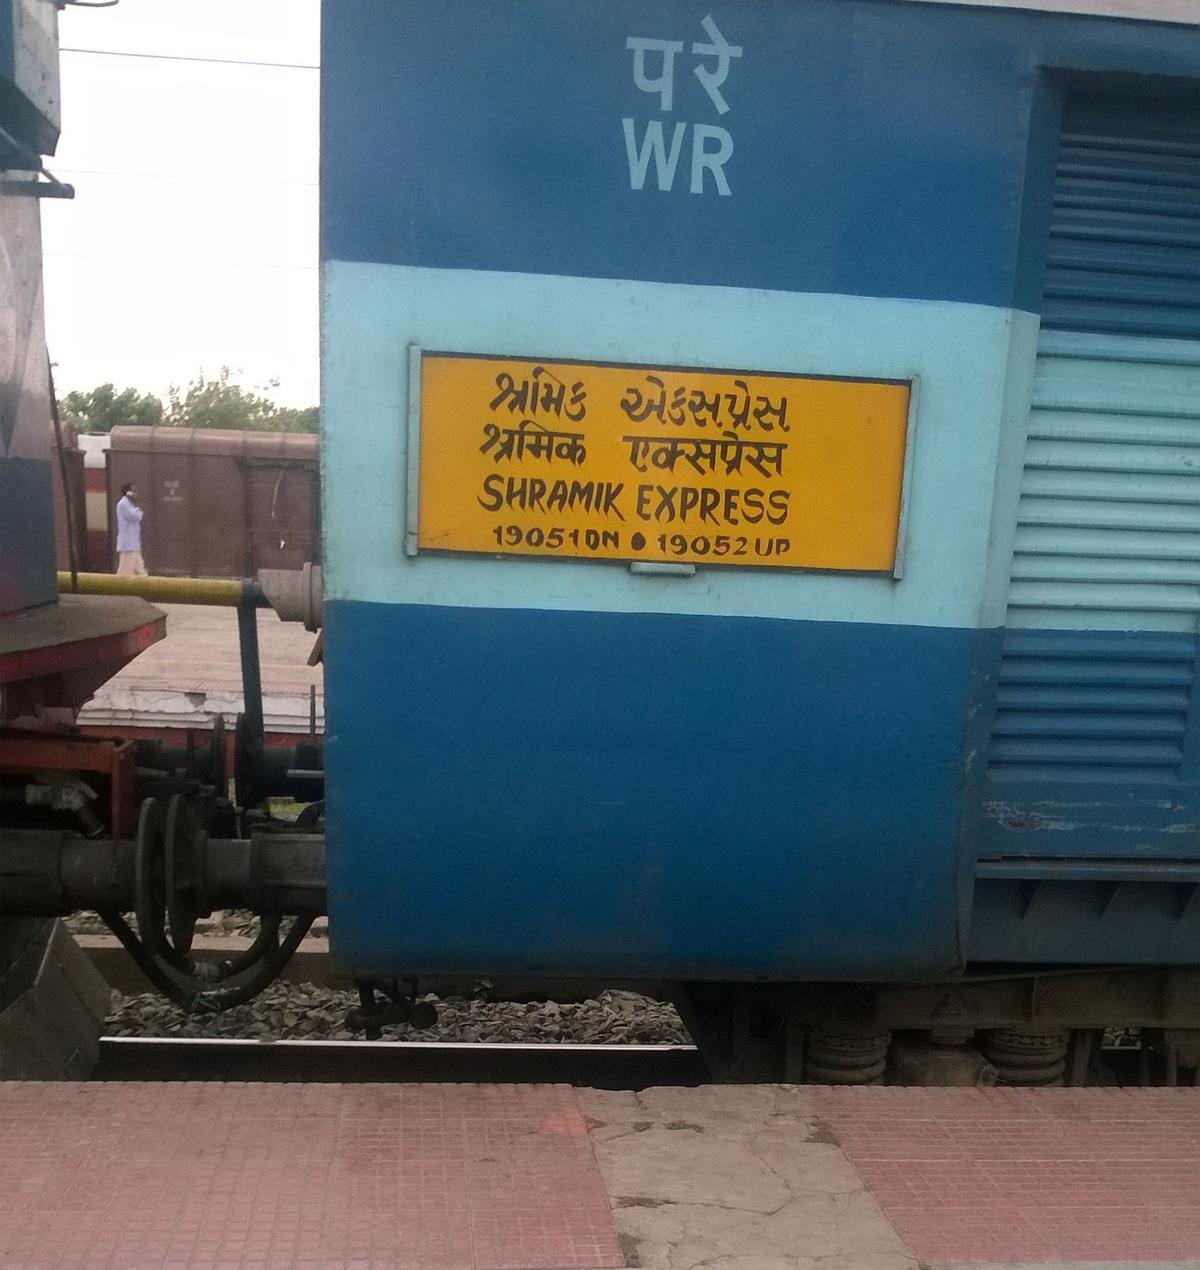 परे
WR
શ્રમિક એક્સપ્રેસ
श्रमिक एक्सप्रेस
SHRAMIK EXPRESS
19051DN ● 19052UP